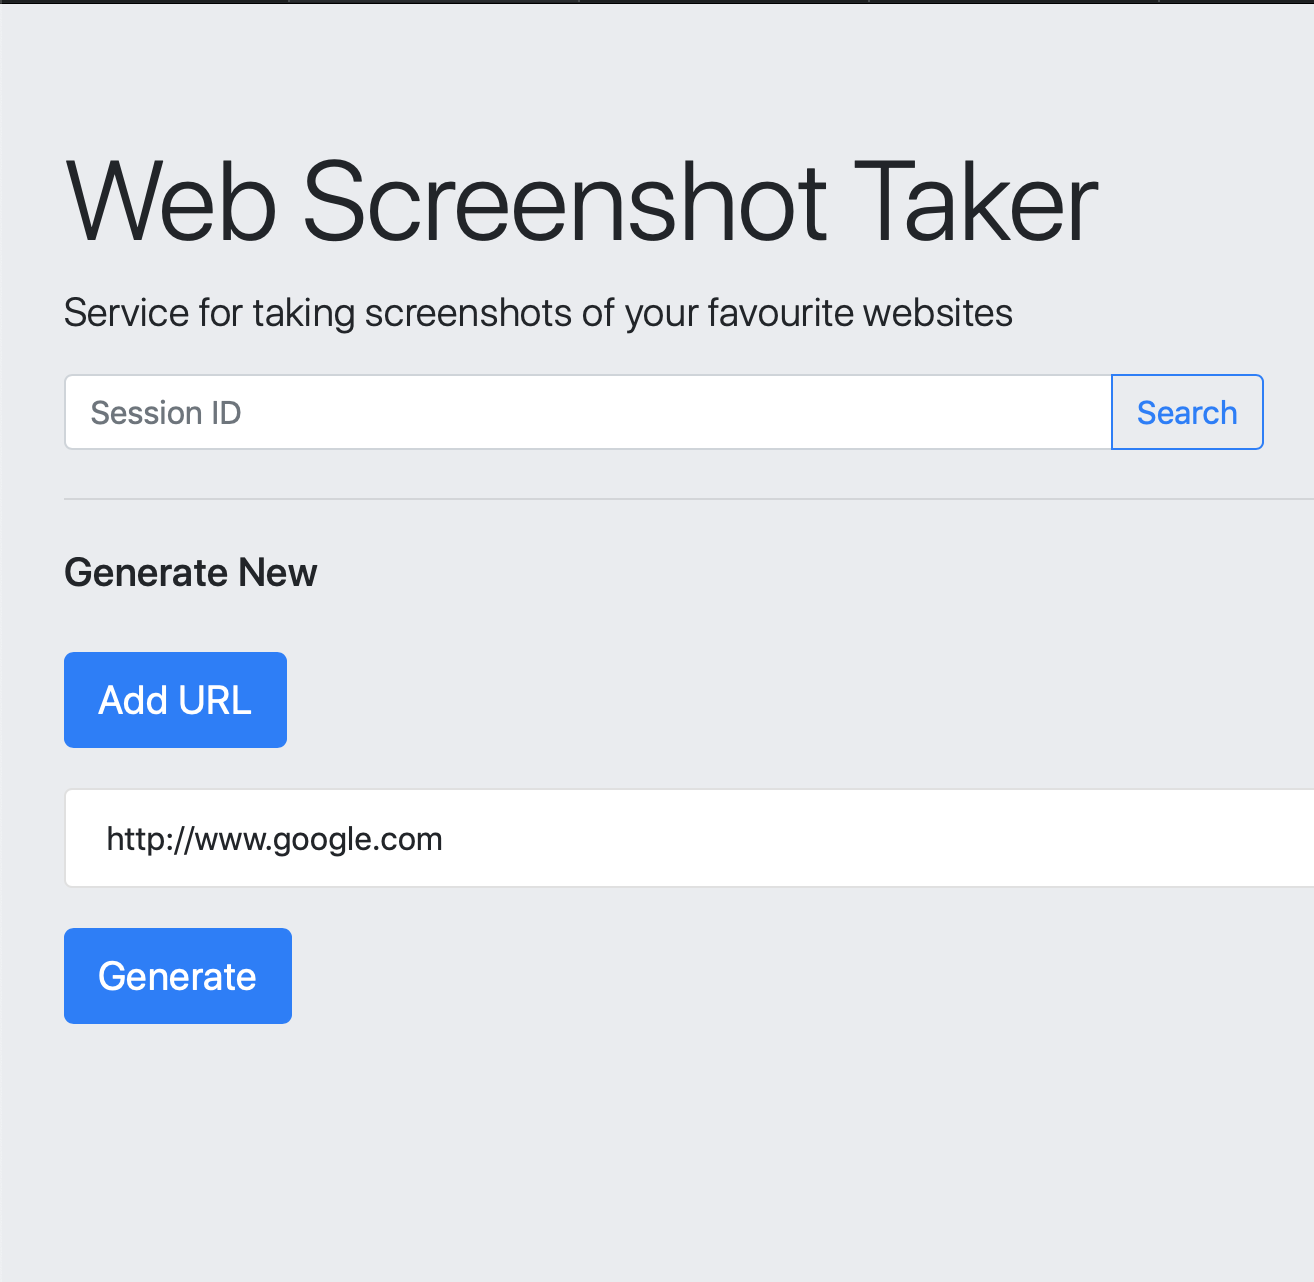 Web Screenshot Taker
Service for taking screenshots of your favourite websites
Session ID
Search
Generate New
Add URL
http://www.google.com
Generate